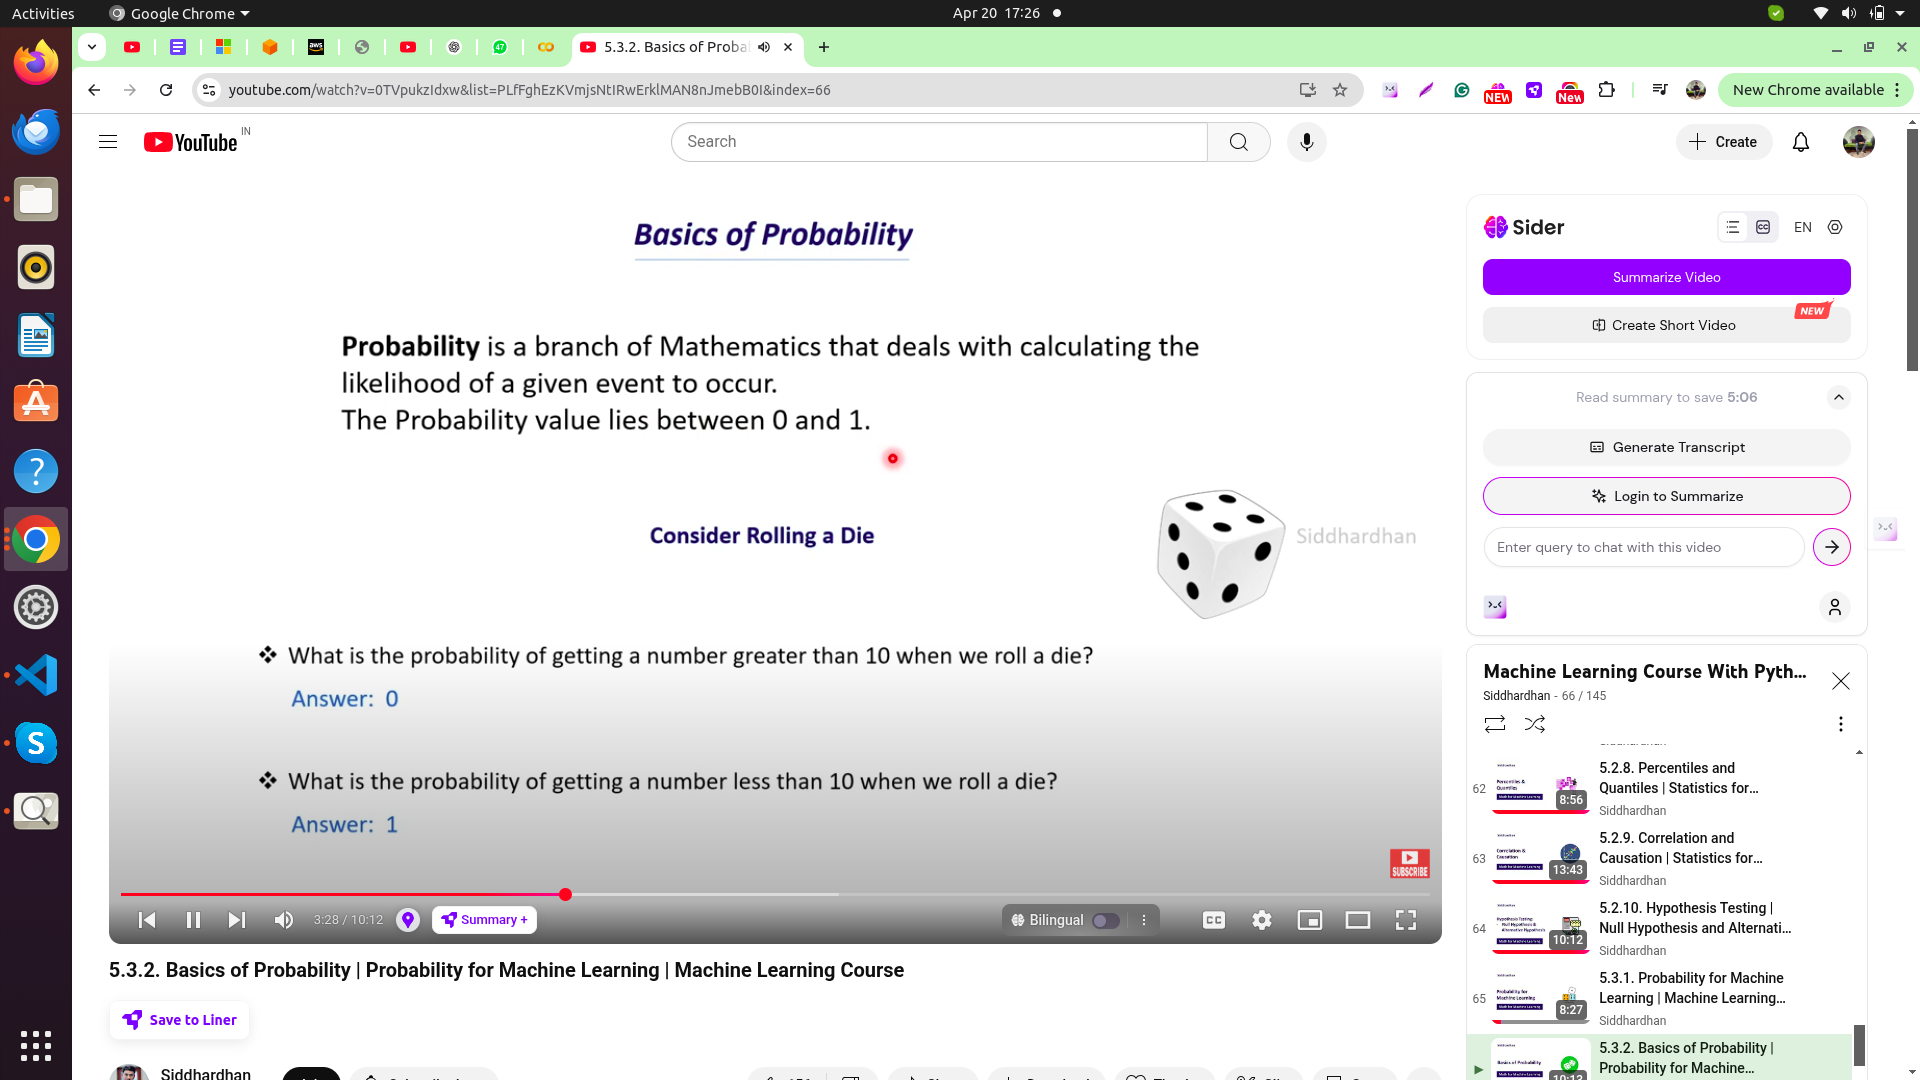 Activities
Google Chrome
Apr 20 17:26
5.3.2. Basics of Proba
youtube.com/watch?v=0TVpukzIdxw&list=PLfFghEzKVmjsNtIRwErklMAN8nJmebB0I&index=66
NEW
New
New Chrome available
YouTube
IN
Search
Create
Basics of Probability
Probability is a branch of Mathematics that deals with calculating the
likelihood of a given event to occur.
The Probability value lies between 0 and 1.
Consider Rolling a Die
Siddhardhan
What is the probability of getting a number greater than 10 when we roll a die?
Answer: 0
What is the probability of getting a number less than 10 when we roll a die?
Answer: 1
SUBSCRIBE
3:28 / 10:12
Summary +
Bilingual
CC
5.3.2. Basics of Probability | Probability for Machine Learning | Machine Learning Course
Save to Liner
Siddhardhan
Sider
EN
Summarize Video
NEW
Create Short Video
Read summary to save 5:06
Generate Transcript
Login to Summarize
Enter query to chat with this video
Machine Learning Course With Pyth...
Siddhardhan - 66 / 145
62
8:56
5.2.8. Percentiles and
Quantiles | Statistics for...
Siddhardhan
63
13:43
5.2.9. Correlation and
Causation | Statistics for...
Siddhardhan
64
10:12
5.2.10. Hypothesis Testing |
Null Hypothesis and Alternati...
Siddhardhan
65
8:27
5.3.1. Probability for Machine
Learning | Machine Learning...
Siddhardhan
5.3.2. Basics of Probability |
Probability for Machine...